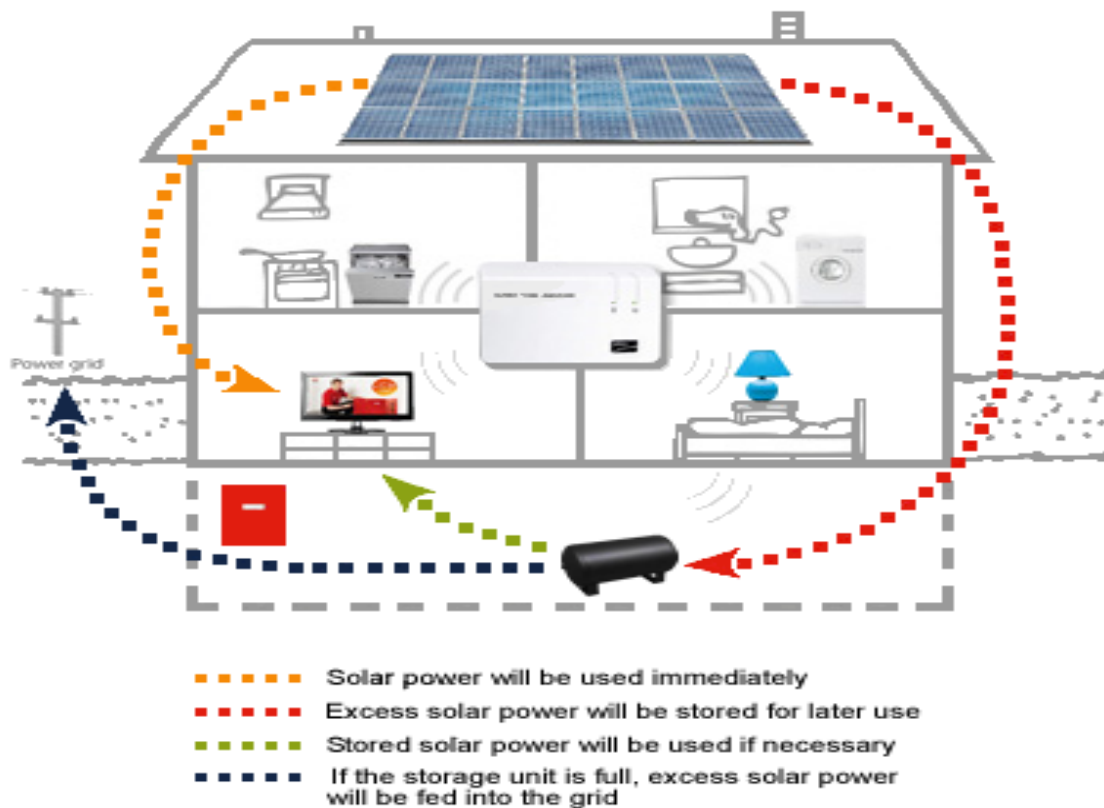 Power grid
Solar power will be used immediately
Excess solar power will be stored for later use
Stored solar power will be used if necessary
If the storage unit is full, excess solar power
will be fed into the grid